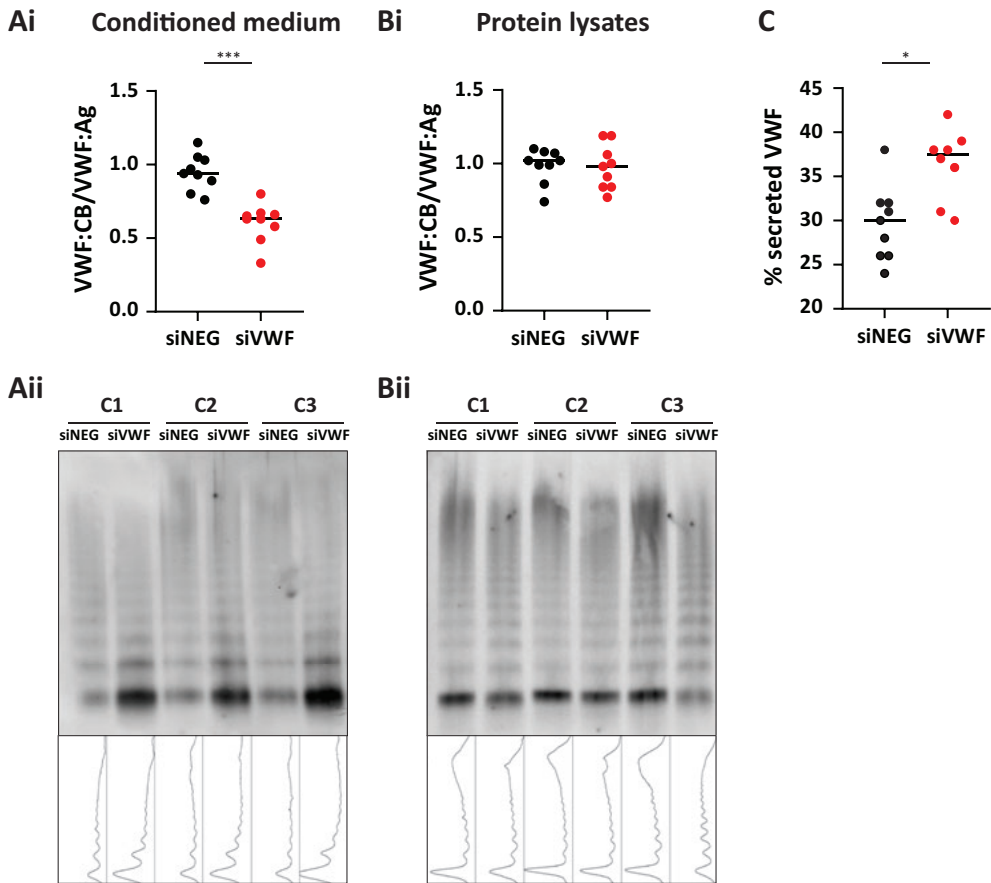 Ai Conditioned medium
***
VWF:CB/VWF:Ag
1.5
1.0
0.5
0.0
siNEG siVWF
Bi Protein lysates
VWF:CB/VWF:Ag
1.5
1.0
0.5
0.0
siNEG siVWF
C
*
% secreted VWF
45
40
35
30
25
20
siNEG siVWF
Aii
C1 C2 C3
siNEG siVWF siNEG siVWF siNEG siVWF
Bii
C1 C2 C3
siNEG siVWF siNEG siVWF siNEG siVWF